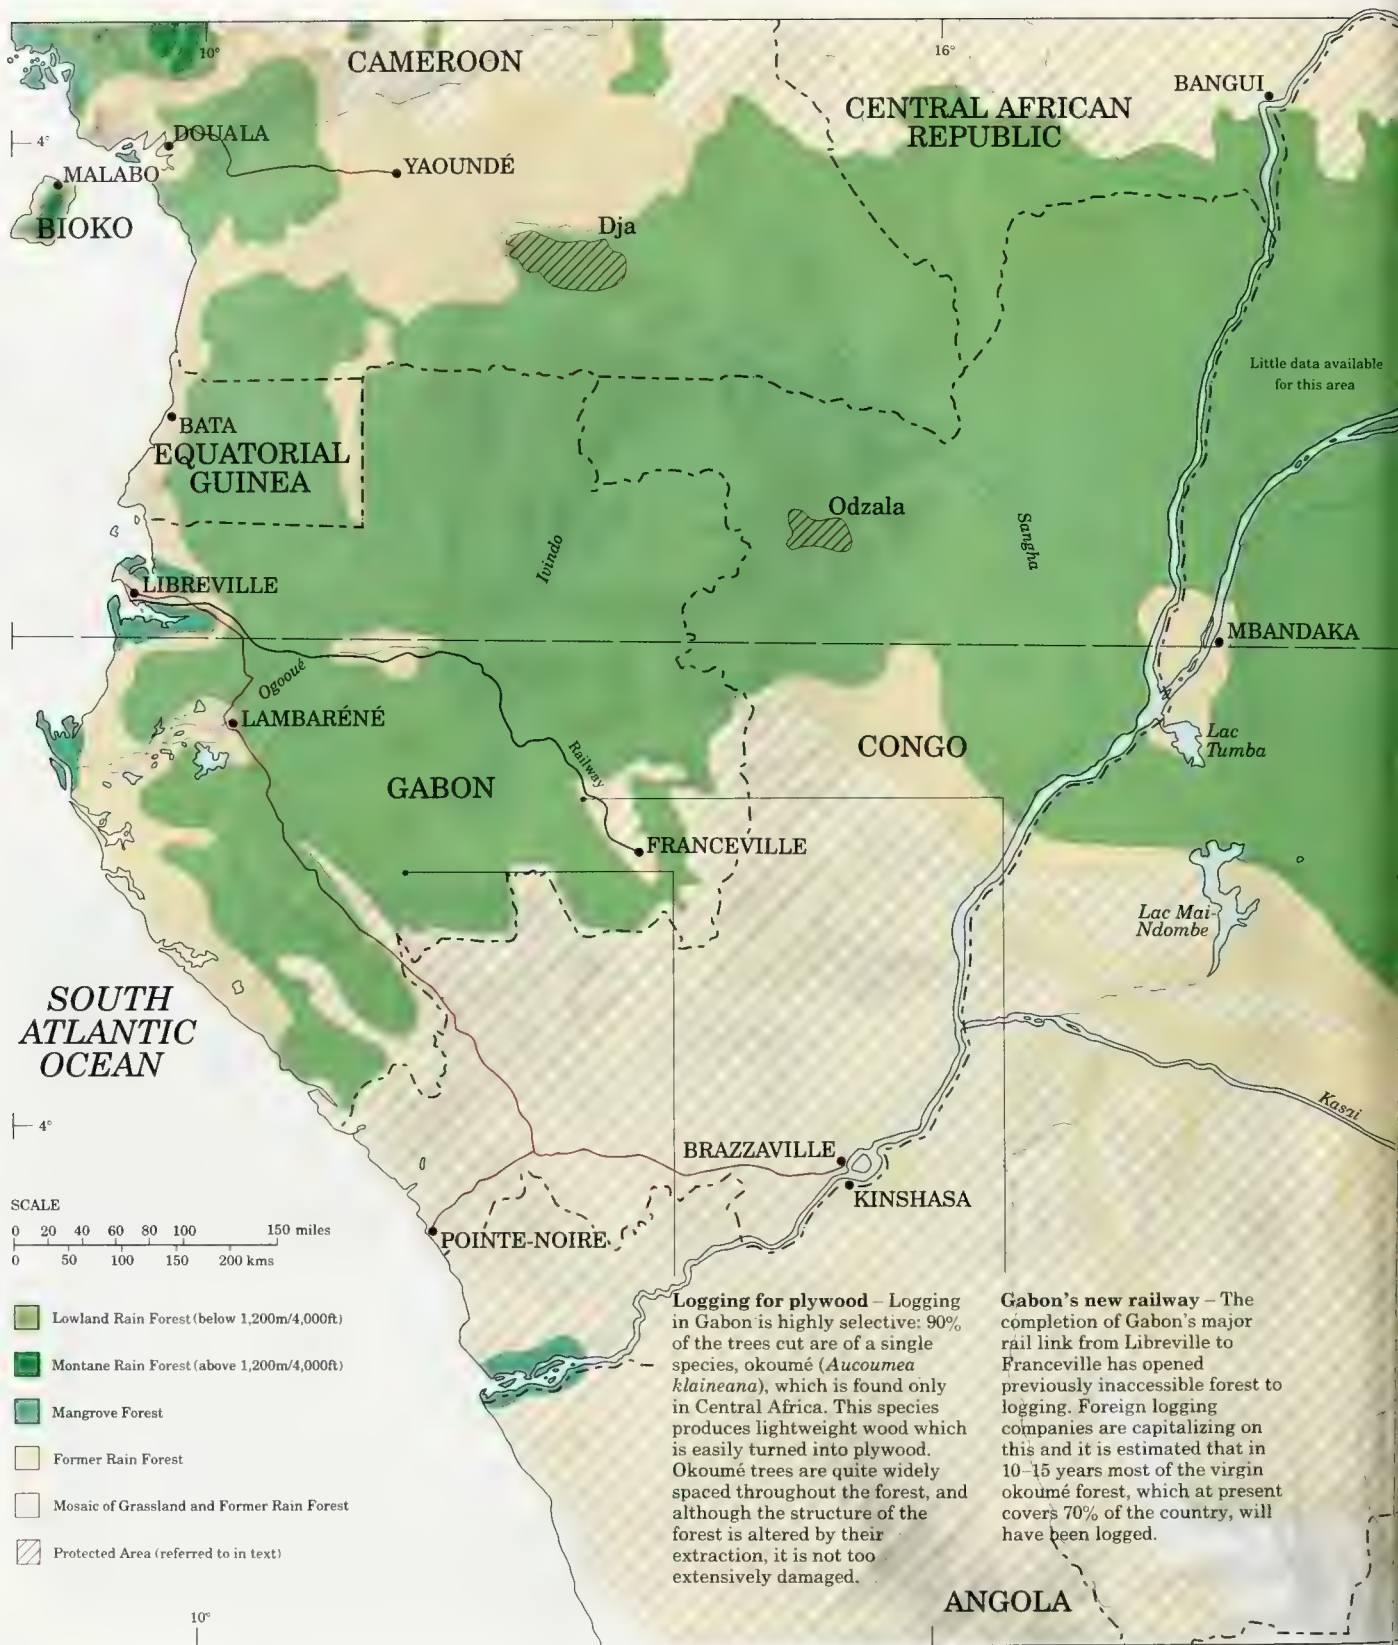 10°
16°
CAMEROON
BANGUI
CENTRAL AFRICAN
REPUBLIC
4°
DOUALA
MALABO
YAOUNDÉ
BIOKO
Dja
Little data available
for this area
BATA
EQUATORIAL
GUINEA
Odzala
Ivindo
Sangha
LIBREVILLE
MBANDAKA
Ogooué
LAMBARÉNÉ
Lac
Tumba
CONGO
Railway
GABON
FRANCEVILLE
Lac Mai-
Ndombe
SOUTH
ATLANTIC
OCEAN
Kasai
4°
BRAZZAVILLE
KINSHASA
POINTE-NOIRE
SCALE
0 20 40 60 80 100 150 miles
0 50 100 150 200 kms
Lowland Rain Forest (below 1,200m/4,000ft)
Montane Rain Forest (above 1,200m/4,000ft)
Mangrove Forest
Former Rain Forest
Mosaic of Grassland and Former Rain Forest
Protected Area (referred to in text)
Logging for plywood – Logging
in Gabon is highly selective: 90%
of the trees cut are of a single
species, okoumé (Aucoumea
klaineana), which is found only
in Central Africa. This species
produces lightweight wood which
is easily turned into plywood.
Okoumé trees are quite widely
spaced throughout the forest, and
although the structure of the
forest is altered by their
extraction, it is not too
extensively damaged.
Gabon's new railway – The
completion of Gabon's major
rail link from Libreville to
Franceville has opened
previously inaccessible forest to
logging. Foreign logging
companies are capitalizing on
this and it is estimated that in
10–15 years most of the virgin
okoumé forest, which at present
covers 70% of the country, will
have been logged.
ANGOLA
10°